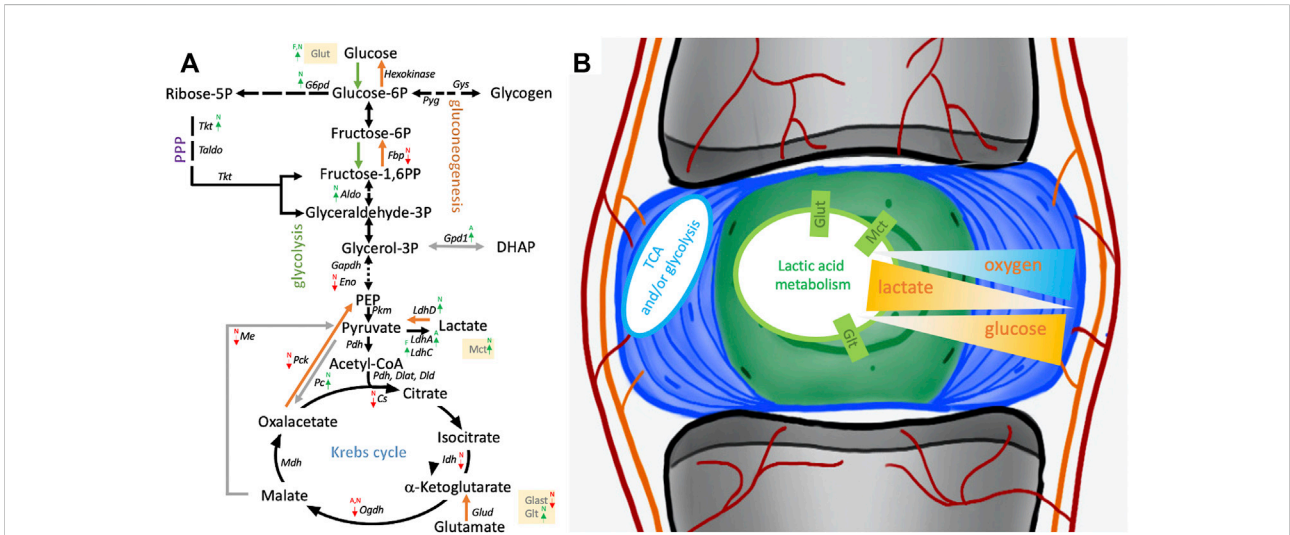 A
F,N
Glut
Glucose
Hexokinase
N
G6pd
Gys
Ribose-5P
Glucose-6P
Pyg
Glycogen
Tkt
N
Taldo
PPP
Fructose-6P
Fbp
N
gluconeogenesis
Fructose-1,6PP
Tkt
N
Aldo
Glyceraldehyde-3P
glycolysis
Glycerol-3P
Gpd1
A
DHAP
Gapdh
N
Eno
PEP
Pkm
LdhD
N
N
Me
Pyruvate
Lactate
LdhA
A
F
LdhC
Mct
N
Pdh
N
Pck
Acetyl-CoA
Pc
N
Pdh, Dlat, Dld
N
Cs
Citrate
Oxalacetate
Isocitrate
Krebs cycle
Idh
N
Mdh
α-Ketoglutarate
Malate
A,N
Ogdh
Glud
Glutamate
Glast
N
Glt
N
B
Glut
Mct
TCA
and/or glycolysis
Lactic acid
metabolism
oxygen
lactate
glucose
Glt